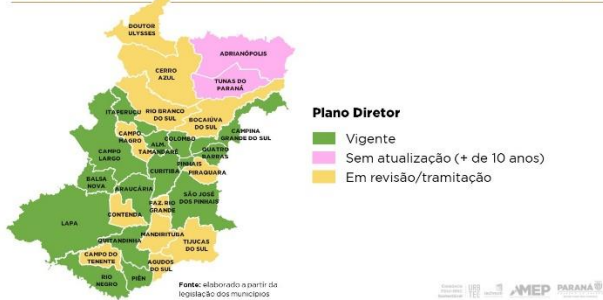 DOUTOR
ULYSSES
ADRIANÓPOLIS
CERRO
AZUL
TUNAS DO
PARANÁ
ITAPERUÇU
RIO BRANCO
DO SUL
BOCAIÚVA
DO SUL
CAMPO
MAGRO
ALM.
TAMANDARÉ
COLOMBO
CAMPINA
GRANDE DO SUL
CAMPO
LARGO
QUATRO
BARRAS
PINHAIS
CURITIBA
PIRAQUARA
BALSA
NOVA
ARAUCÁRIA
SÃO JOSÉ
DOS PINHAIS
FAZ. RIO
GRANDE
CONTENDA
LAPA
MANDIRITUBA
QUITANDINHA
TIJUCAS
DO SUL
CAMPO DO
TENENTE
AGUDOS
DO SUL
RIO
NEGRO
PIÊN
Plano Diretor
Vigente
Sem atualização (+ de 10 anos)
Em revisão/tramitação
Fonte: elaborado a partir da
legislação dos municípios
URB
TEC
AMEP
PARANÁ